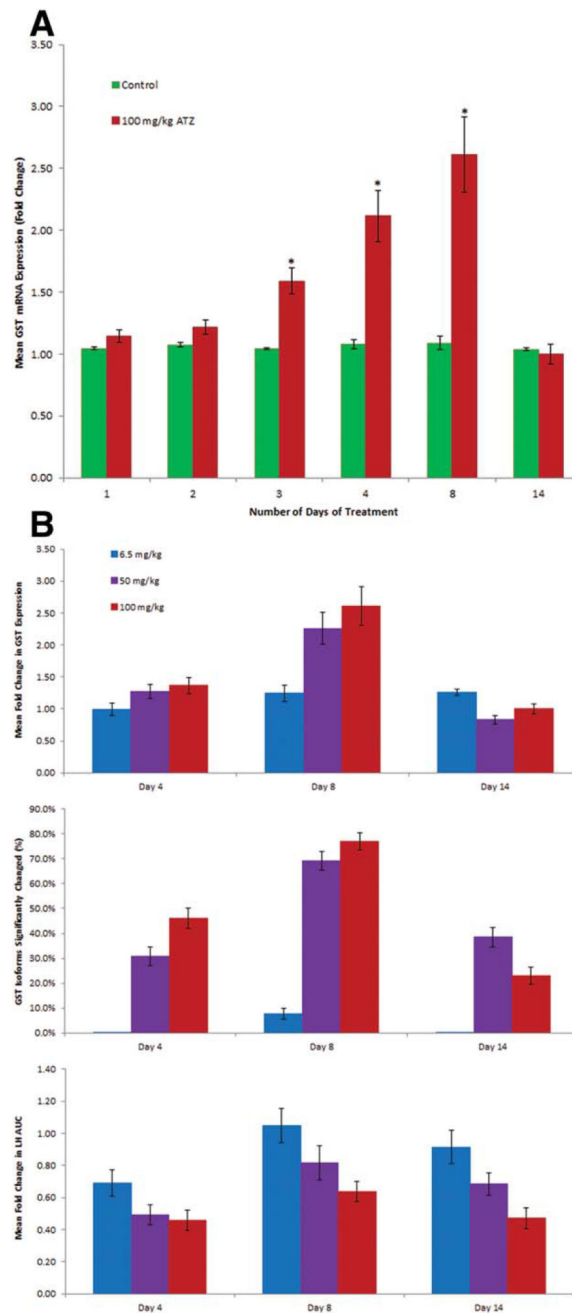 A
3.50
3.00
2.50
2.00
1.50
1.00
0.50
0.00
Mean GST mRNA Expression (Fold Change)
Control
100 mg/kg ATZ
*
*
*
1 2 3 4 8 14
Number of Days of Treatment
B
3.50
3.00
2.50
2.00
1.50
1.00
0.50
0.00
Mean Fold Change in GST Expression
6.5 mg/kg
50 mg/kg
100 mg/kg
Day 4 Day 8 Day 14
90.0%
80.0%
70.0%
60.0%
50.0%
40.0%
30.0%
20.0%
10.0%
0.0%
GST Isoforms Significantly Changed (%)
Day 4 Day 8 Day 14
1.40
1.20
1.00
0.80
0.60
0.40
0.20
0.00
Mean Fold Change in LH AUC
Day 4 Day 8 Day 14